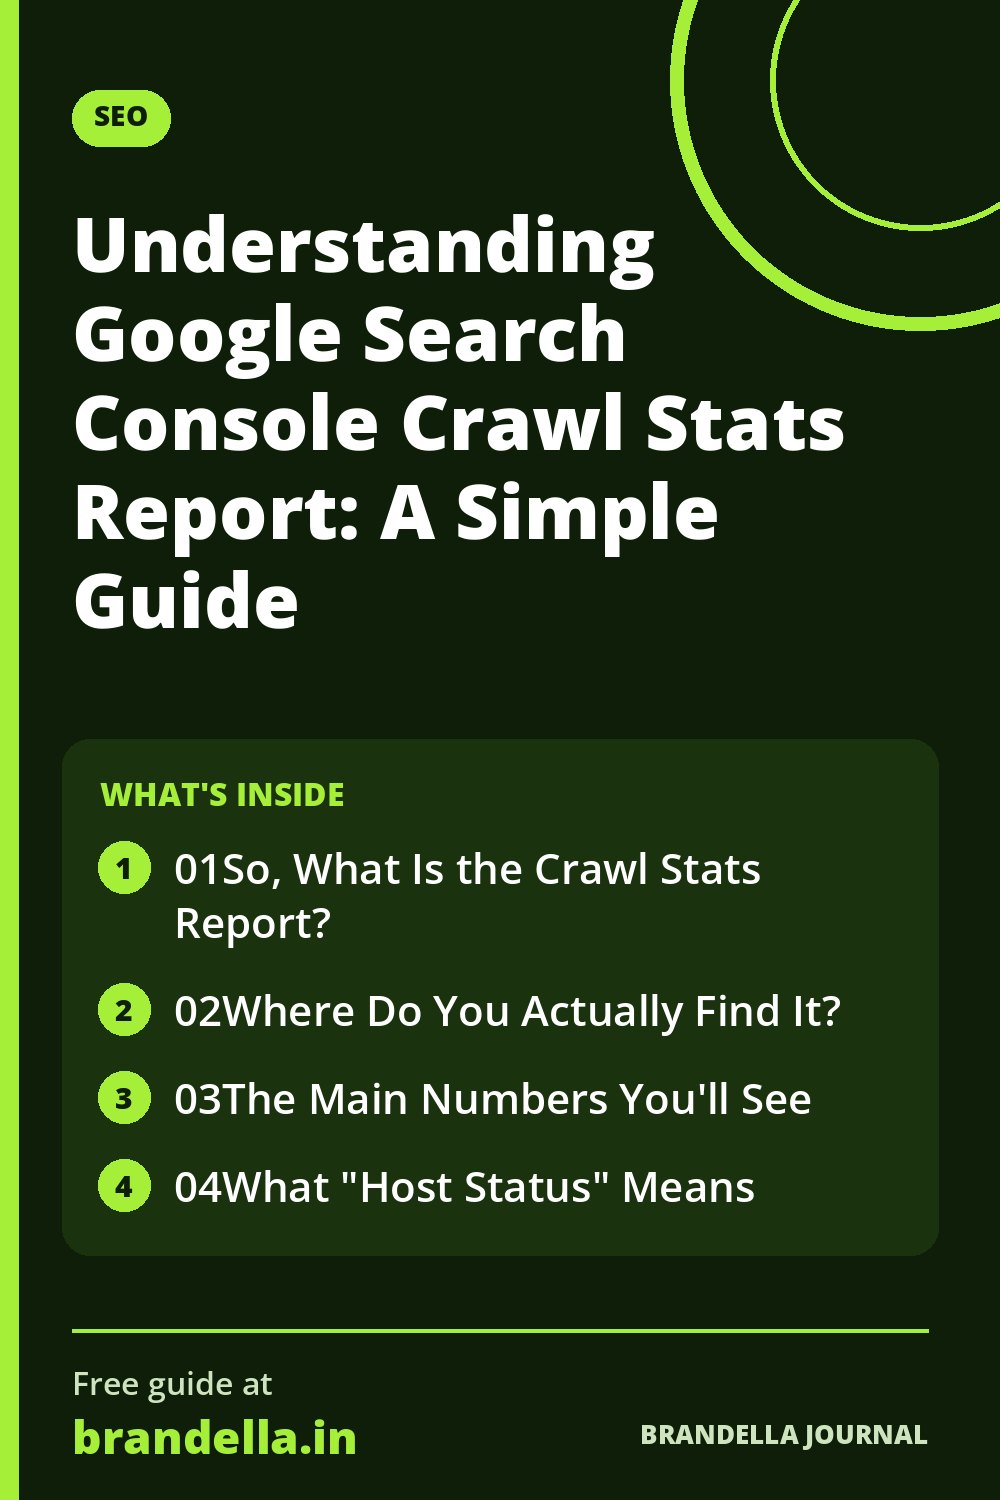 SEO
Understanding
Google Search
Console Crawl Stats
Report: A Simple
Guide
WHAT'S INSIDE
1 01So, What Is the Crawl Stats
Report?
2 02Where Do You Actually Find It?
3 03The Main Numbers You'll See
4 04What "Host Status" Means
Free guide at
brandella.in
BRANDELLA JOURNAL